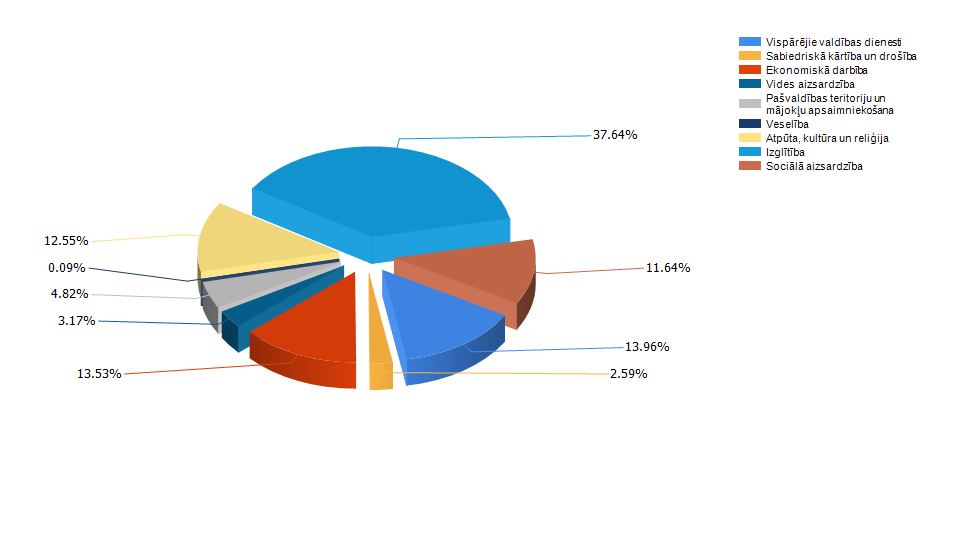 Vispārējie valdības dienesti
Sabiedriskā kārtība un drošība
Ekonomiskā darbība
Vides aizsardzība
Pašvaldības teritoriju un
mājokļu apsaimniekošana
Veselība
Atpūta, kultūra un reliģija
Izglītība
Sociālā aizsardzība
37.64%
12.55%
0.09%
4.82%
3.17%
13.53%
11.64%
13.96%
2.59%